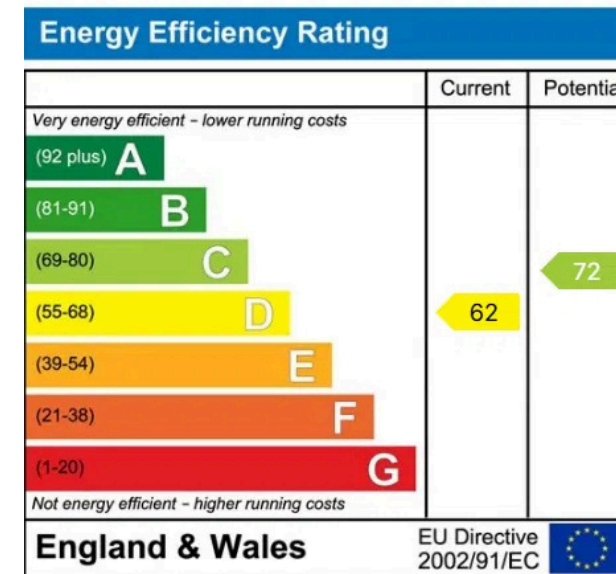 Energy Efficiency Rating
Current Potentia
Very energy efficient – lower running costs
(92 plus) A
(81-91) B
(69-80) C
72
(55-68) D
62
(39-54) E
(21-38) F
(1-20) G
Not energy efficient – higher running costs
England & Wales
EU Directive
2002/91/EC